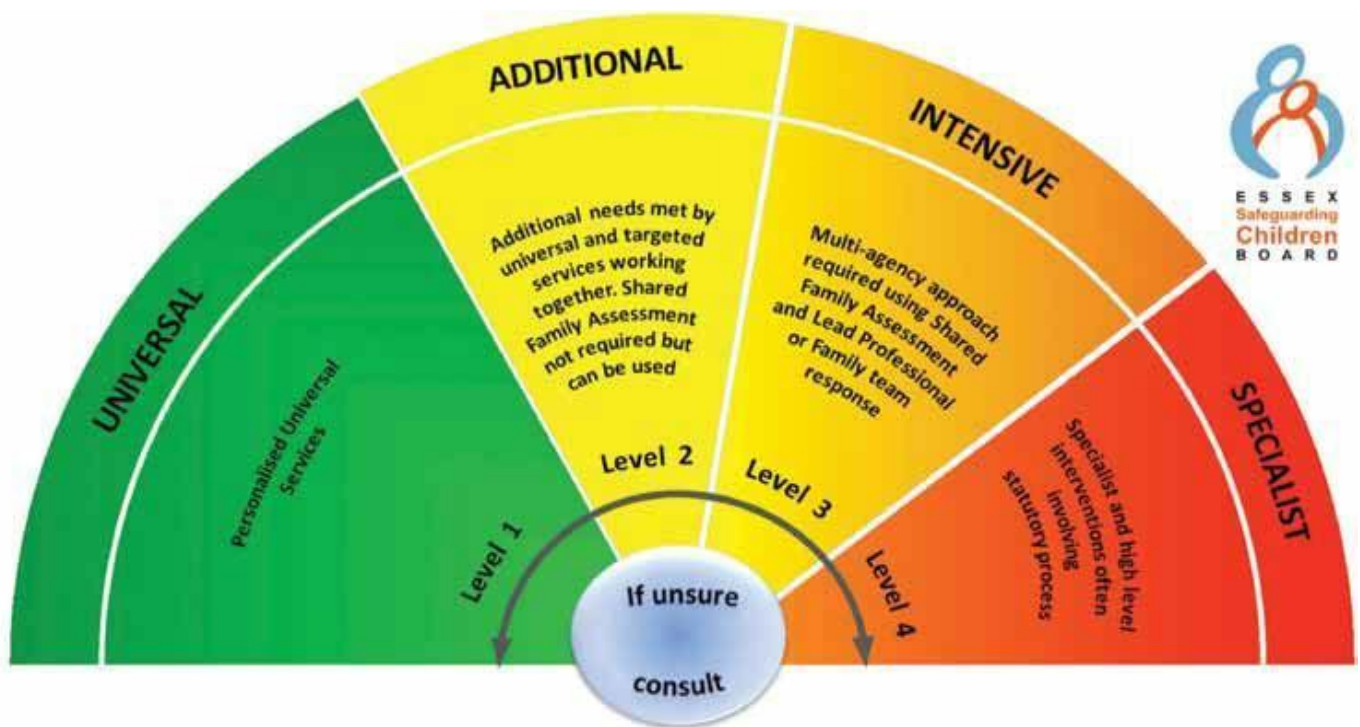 UNIVERSAL
Personalised Universal
Services
Level 1
ADDITIONAL
Additional needs met by
universal and targeted
services working
together. Shared
Family Assessment
not required but
can be used
Level 2
INTENSIVE
Multi-agency approach
required using Shared
Family Assessment
and Lead Professional
or Family team
response
Level 3
SPECIALIST
Specialist and high level
interventions often
involving
statutory process
Level 4
If unsure
consult
ESSEX
Safeguarding
Children
BOARD